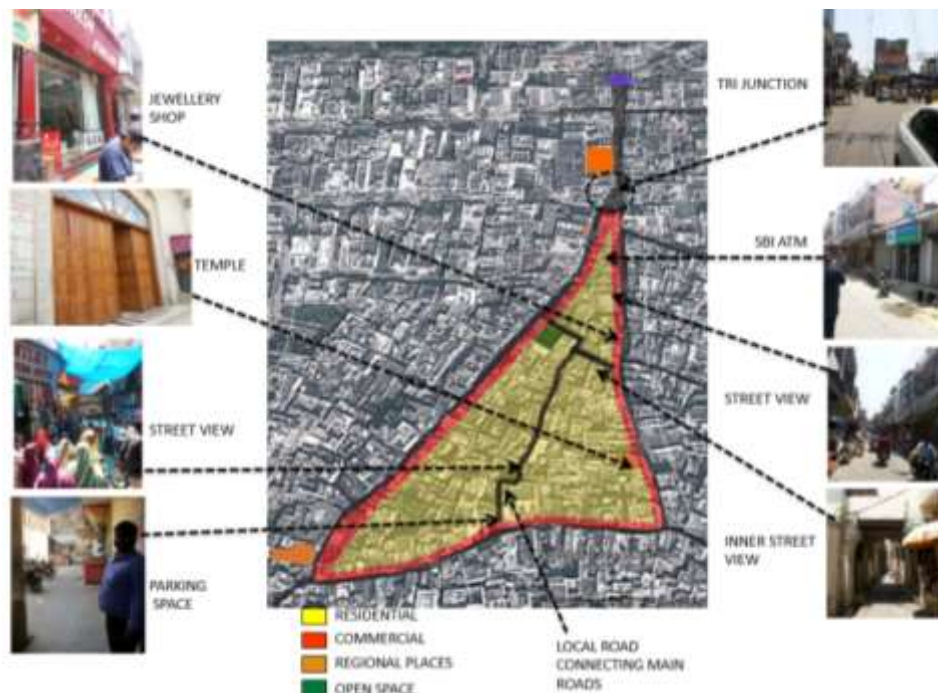 JEWELLERY
SHOP
TRI JUNCTION
TEMPLE
SBI ATM
STREET VIEW
STREET VIEW
INNER STREET
VIEW
PARKING
SPACE
RESIDENTIAL
COMMERCIAL
REGIONAL PLACES
OPEN SPACE
LOCAL ROAD
CONNECTING MAIN
ROADS